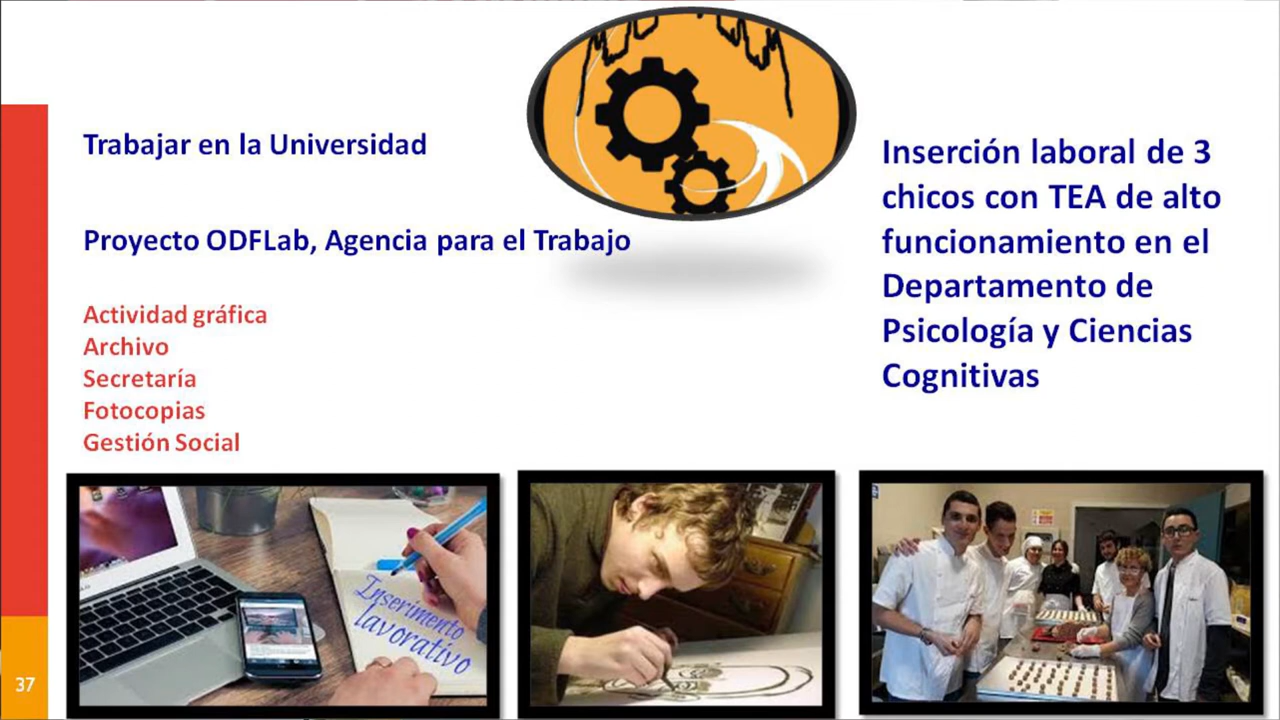 Trabajar en la Universidad
Proyecto ODFLab, Agencia para el Trabajo
Actividad gráfica
Archivo
Secretaría
Fotocopias
Gestión Social
Inserción laboral de 3
chicos con TEA de alto
funcionamiento en el
Departamento de
Psicología y Ciencias
Cognitivas
Inserimento
lavorativo
37